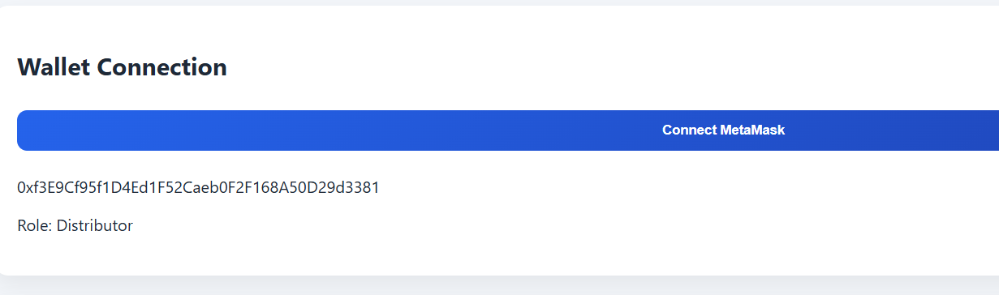 Wallet Connection
Connect MetaMask
0xf3E9Cf95f1D4Ed1F52Caeb0F2F168A50D29d3381
Role: Distributor